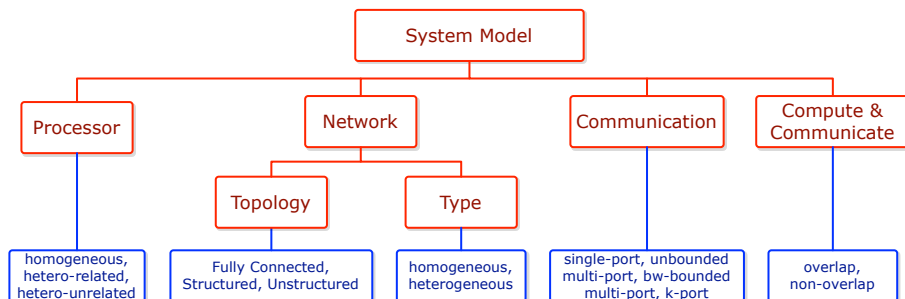 System Model
Processor
Network
Communication
Compute &
Communicate
Topology
Type
homogeneous,
hetero-related,
hetero-unrelated
Fully Connected,
Structured, Unstructured
homogeneous,
heterogeneous
single-port, unbounded
multi-port, bw-bounded
multi-port, k-port
overlap,
non-overlap